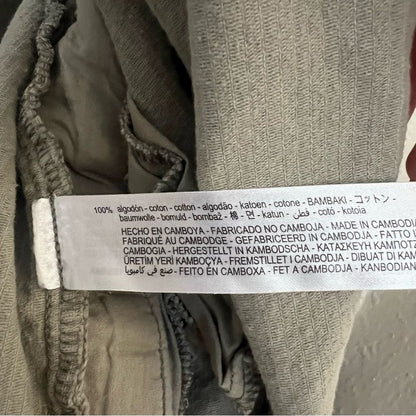 100% algodón - coton - cotton - algodão - katoen - cotone - ΒΑΜΒΑΚΙ - コットン -
baumwolle - bomuld - bombaž - 棉 - 면 - katun - قطن - cotó - kotoia
HECHO EN CAMBOYA - FABRICADO NO CAMBOJA - MADE IN CAMBODIA
FABRIQUÉ AU CAMBODGE - GEFABRICEERD IN CAMBODJA - FATTO I
CAMBOGIA - HERGESTELLT IN KAMBODSCHA - ΚΑΤΑΣΚΕΥΗ ΚΑΜΠΟΤΖ
ÜRETİM YERİ KAMBOÇYA - FREMSTILLET I CAMBODJA - DIBUAT DI KAM
صنع في كامبوديا - FEITO EN CAMBOXA - FET A CAMBODJA - KANBODIAN